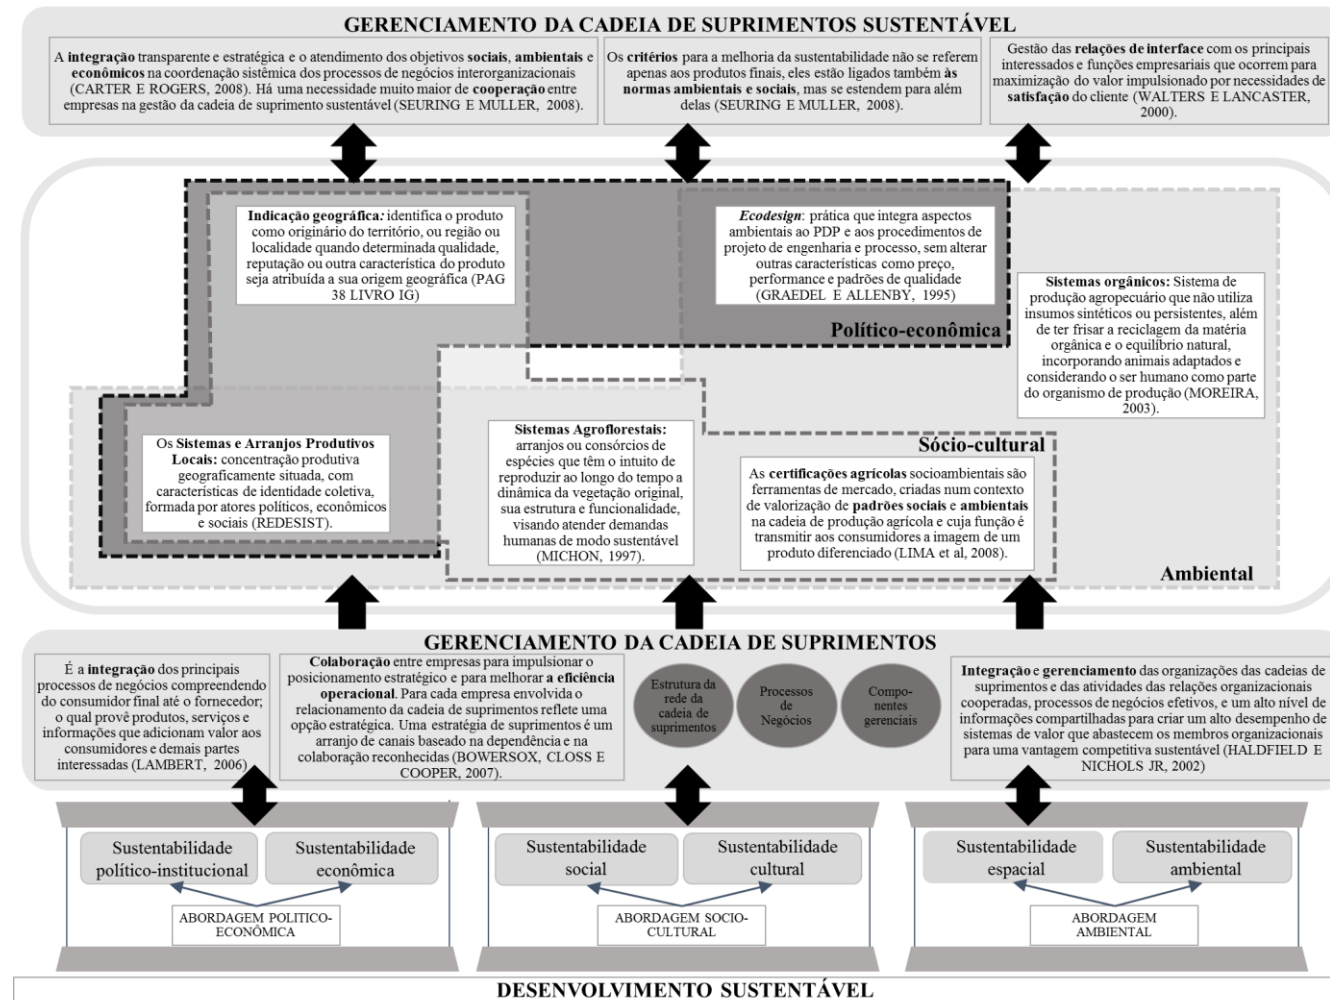 GERENCIAMENTO DA CADEIA DE SUPRIMENTOS SUSTENTÁVEL
A integração transparente e estratégica e o atendimento dos objetivos sociais, ambientais e
econômicos na coordenação sistêmica dos processos de negócios interorganizacionais
(CARTER E ROGERS, 2008). Há uma necessidade muito maior de cooperação entre
empresas na gestão da cadeia de suprimento sustentável (SEURING E MULLER, 2008).
Os critérios para a melhoria da sustentabilidade não se referem
apenas aos produtos finais, eles estão ligados também às
normas ambientais e sociais, mas se estendem para além
delas (SEURING E MULLER, 2008).
Gestão das relações de interface com os principais
interessados e funções empresariais que ocorrem para
maximização do valor impulsionado por necessidades de
satisfação do cliente (WALTERS E LANCASTER,
2000).
Indicação geográfica: identifica o produto
como originário do território, ou região ou
localidade quando determinada qualidade,
reputação ou outra característica do produto
seja atribuída a sua origem geográfica (PAG
38 LIVRO IG)
Ecodesign: prática que integra aspectos
ambientais ao PDP e aos procedimentos de
projeto de engenharia e processo, sem alterar
outras características como preço,
performance e padrões de qualidade
(GRAEDEL E ALLENBY, 1995)
Político-econômica
Sistemas orgânicos: Sistema de
produção agropecuário que não utiliza
insumos sintéticos ou persistentes, além
de ter frisar a reciclagem da matéria
orgânica e o equilíbrio natural,
incorporando animais adaptados e
considerando o ser humano como parte
do organismo de produção (MOREIRA,
2003).
Os Sistemas e Arranjos Produtivos
Locais: concentração produtiva
geograficamente situada, com
características de identidade coletiva,
formada por atores políticos, econômicos
e sociais (REDESIST).
Sistemas Agroflorestais:
arranjos ou consórcios de
espécies que têm o intuito de
reproduzir ao longo do tempo a
dinâmica da vegetação original,
sua estrutura e funcionalidade,
visando atender demandas
humanas de modo sustentável
(MICHON, 1997).
Sócio-cultural
As certificações agrícolas socioambientais são
ferramentas de mercado, criadas num contexto
de valorização de padrões sociais e ambientais
na cadeia de produção agrícola e cuja função é
transmitir aos consumidores a imagem de um
produto diferenciado (LIMA et al, 2008).
Ambiental
GERENCIAMENTO DA CADEIA DE SUPRIMENTOS
É a integração dos principais
processos de negócios compreendendo
do consumidor final até o fornecedor;
o qual provê produtos, serviços e
informações que adicionam valor aos
consumidores e demais partes
interessadas (LAMBERT, 2006)
Colaboração entre empresas para impulsionar o
posicionamento estratégico e para melhorar a eficiência
operacional. Para cada empresa envolvida o
relacionamento da cadeia de suprimentos reflete uma
opção estratégica. Uma estratégia de suprimentos é um
arranjo de canais baseado na dependência e na
colaboração reconhecidas (BOWERSOX, CLOSS E
COOPER, 2007).
Estrutura da
rede da
cadeia de
suprimentos
Processos
de
Negócios
Compo-
nentes
gerenciais
Integração e gerenciamento das organizações das cadeias de
suprimentos e das atividades das relações organizacionais
cooperadas, processos de negócios efetivos, e um alto nível de
informações compartilhadas para criar um alto desempenho de
sistemas de valor que abastecem os membros organizacionais
para uma vantagem competitiva sustentável (HALDFIELD E
NICHOLS JR, 2002)
Sustentabilidade
político-institucional
Sustentabilidade
econômica
ABORDAGEM POLITICO-
ECONÔMICA
Sustentabilidade
social
Sustentabilidade
cultural
ABORDAGEM SOCIO-
CULTURAL
Sustentabilidade
espacial
Sustentabilidade
ambiental
ABORDAGEM
AMBIENTAL
DESENVOLVIMENTO SUSTENTÁVEL